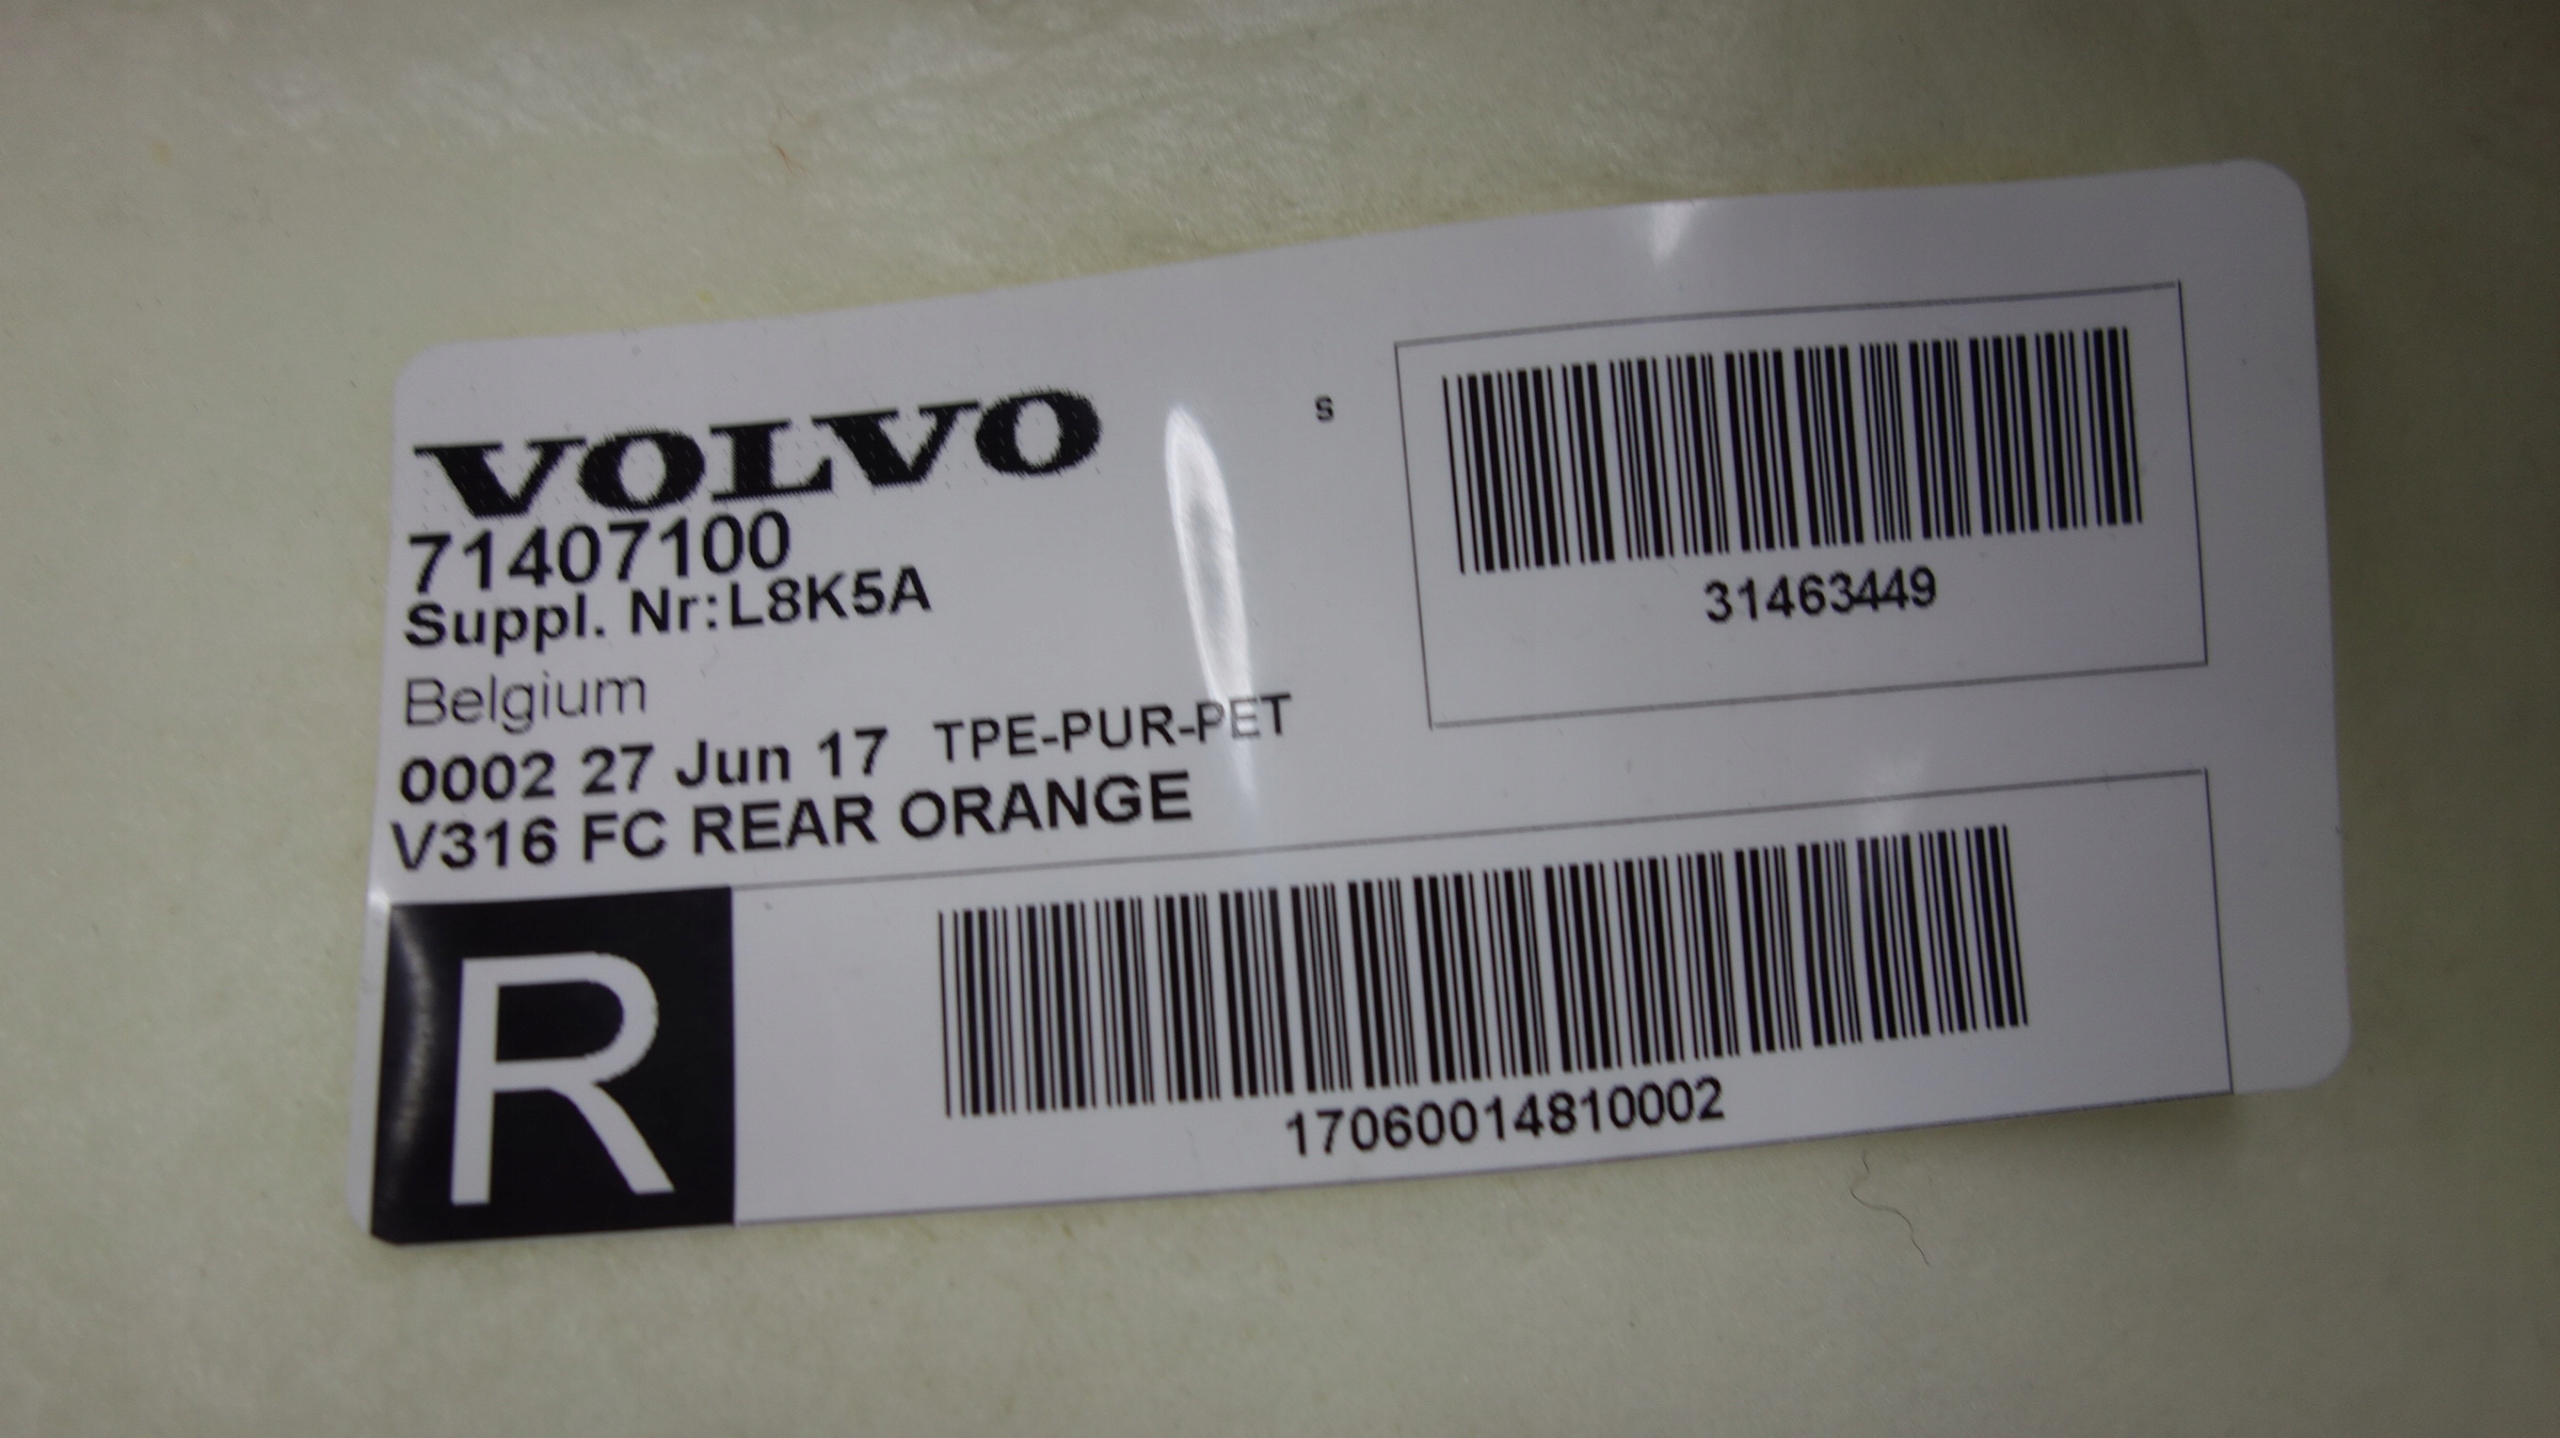 VOLVO
71407100
Suppl. Nr:L8K5A
Belgium
0002 27 Jun 17 TPE-PUR-PET
V316 FC REAR ORANGE
S
31463449
R
17060014810002